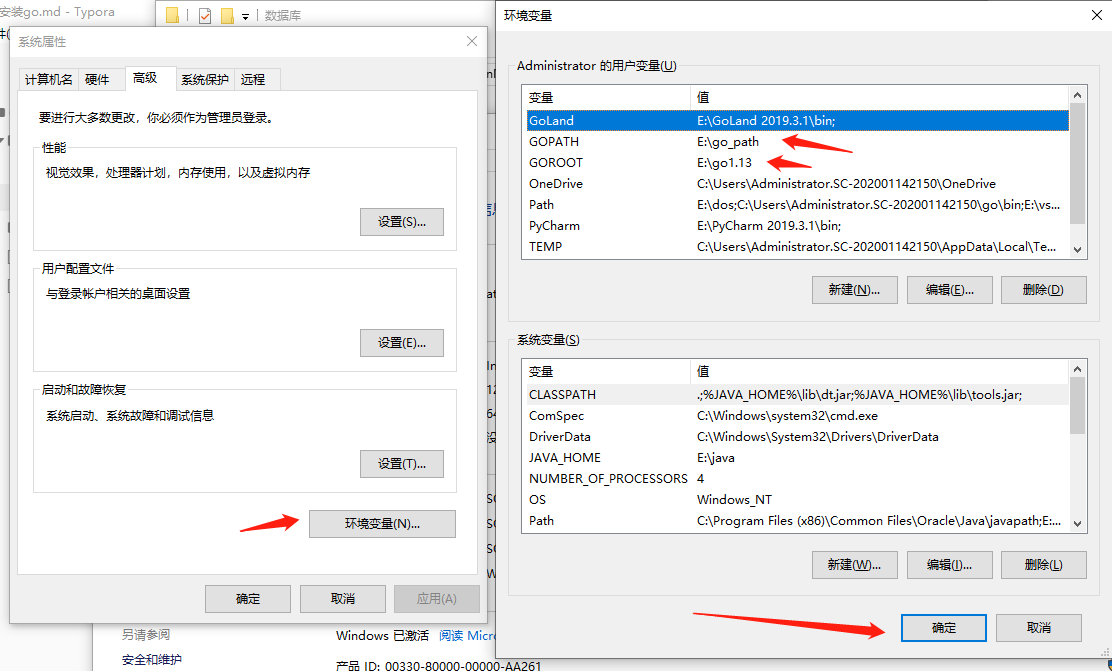 安装go.md - Typora
数据库
系统属性
计算机名
硬件
高级
系统保护
远程
要进行大多数更改，你必须作为管理员登录。
性能
视觉效果，处理器计划，内存使用，以及虚拟内存
设置(S)...
用户配置文件
与登录帐户相关的桌面设置
设置(E)...
启动和故障恢复
系统启动、系统故障和调试信息
设置(T)...
环境变量(N)...
确定
取消
应用(A)
另请参阅
安全和维护
Windows 已激活 阅读 Micro
产品 ID: 00330-80000-00000-AA261
环境变量
Administrator 的用户变量(U)
变量 值
GoLand E:\GoLand 2019.3.1\bin;
GOPATH E:\go_path
GOROOT E:\go1.13
OneDrive C:\Users\Administrator.SC-202001142150\OneDrive
Path E:\dos;C:\Users\Administrator.SC-202001142150\go\bin;E:\vs...
PyCharm E:\PyCharm 2019.3.1\bin;
TEMP C:\Users\Administrator.SC-202001142150\AppData\Local\Te...
新建(N)...
编辑(E)...
删除(D)
系统变量(S)
变量 值
CLASSPATH .;%JAVA_HOME%\lib\dt.jar;%JAVA_HOME%\lib\tools.jar;
ComSpec C:\Windows\system32\cmd.exe
DriverData C:\Windows\System32\Drivers\DriverData
JAVA_HOME E:\java
NUMBER_OF_PROCESSORS 4
OS Windows_NT
Path C:\Program Files (x86)\Common Files\Oracle\Java\javapath;E:...
新建(W)...
编辑(I)...
删除(L)
确定
取消